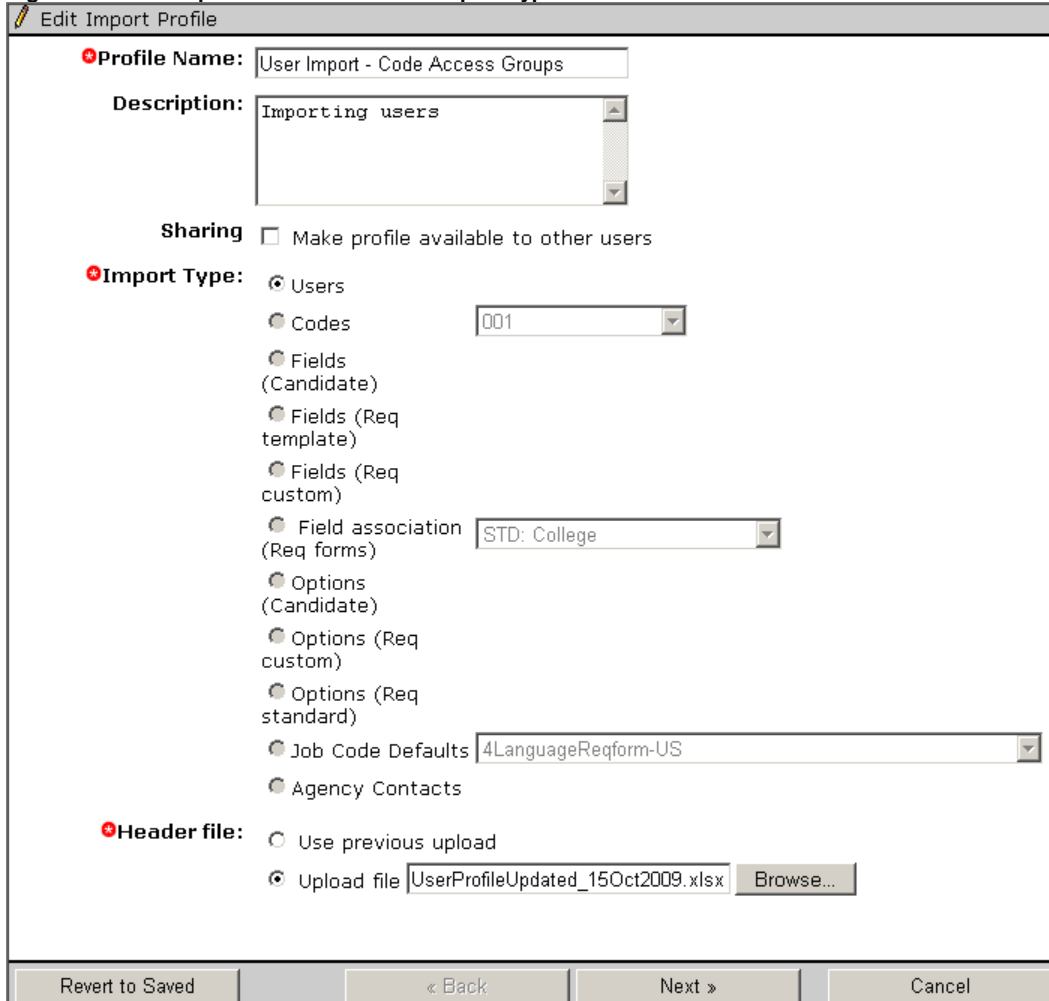 Edit Import Profile
Profile Name: User Import - Code Access Groups
Description: Importing users
Sharing Make profile available to other users
Import Type: Users
Codes 001
Fields
(Candidate)
Fields (Req
template)
Fields (Req
custom)
Field association STD: College
(Req forms)
Options
(Candidate)
Options (Req
custom)
Options (Req
standard)
Job Code Defaults 4LanguageReqform-US
Agency Contacts
Header file: Use previous upload
Upload file UserProfileUpdated_15Oct2009.xlsx Browse...
Revert to Saved « Back Next » Cancel